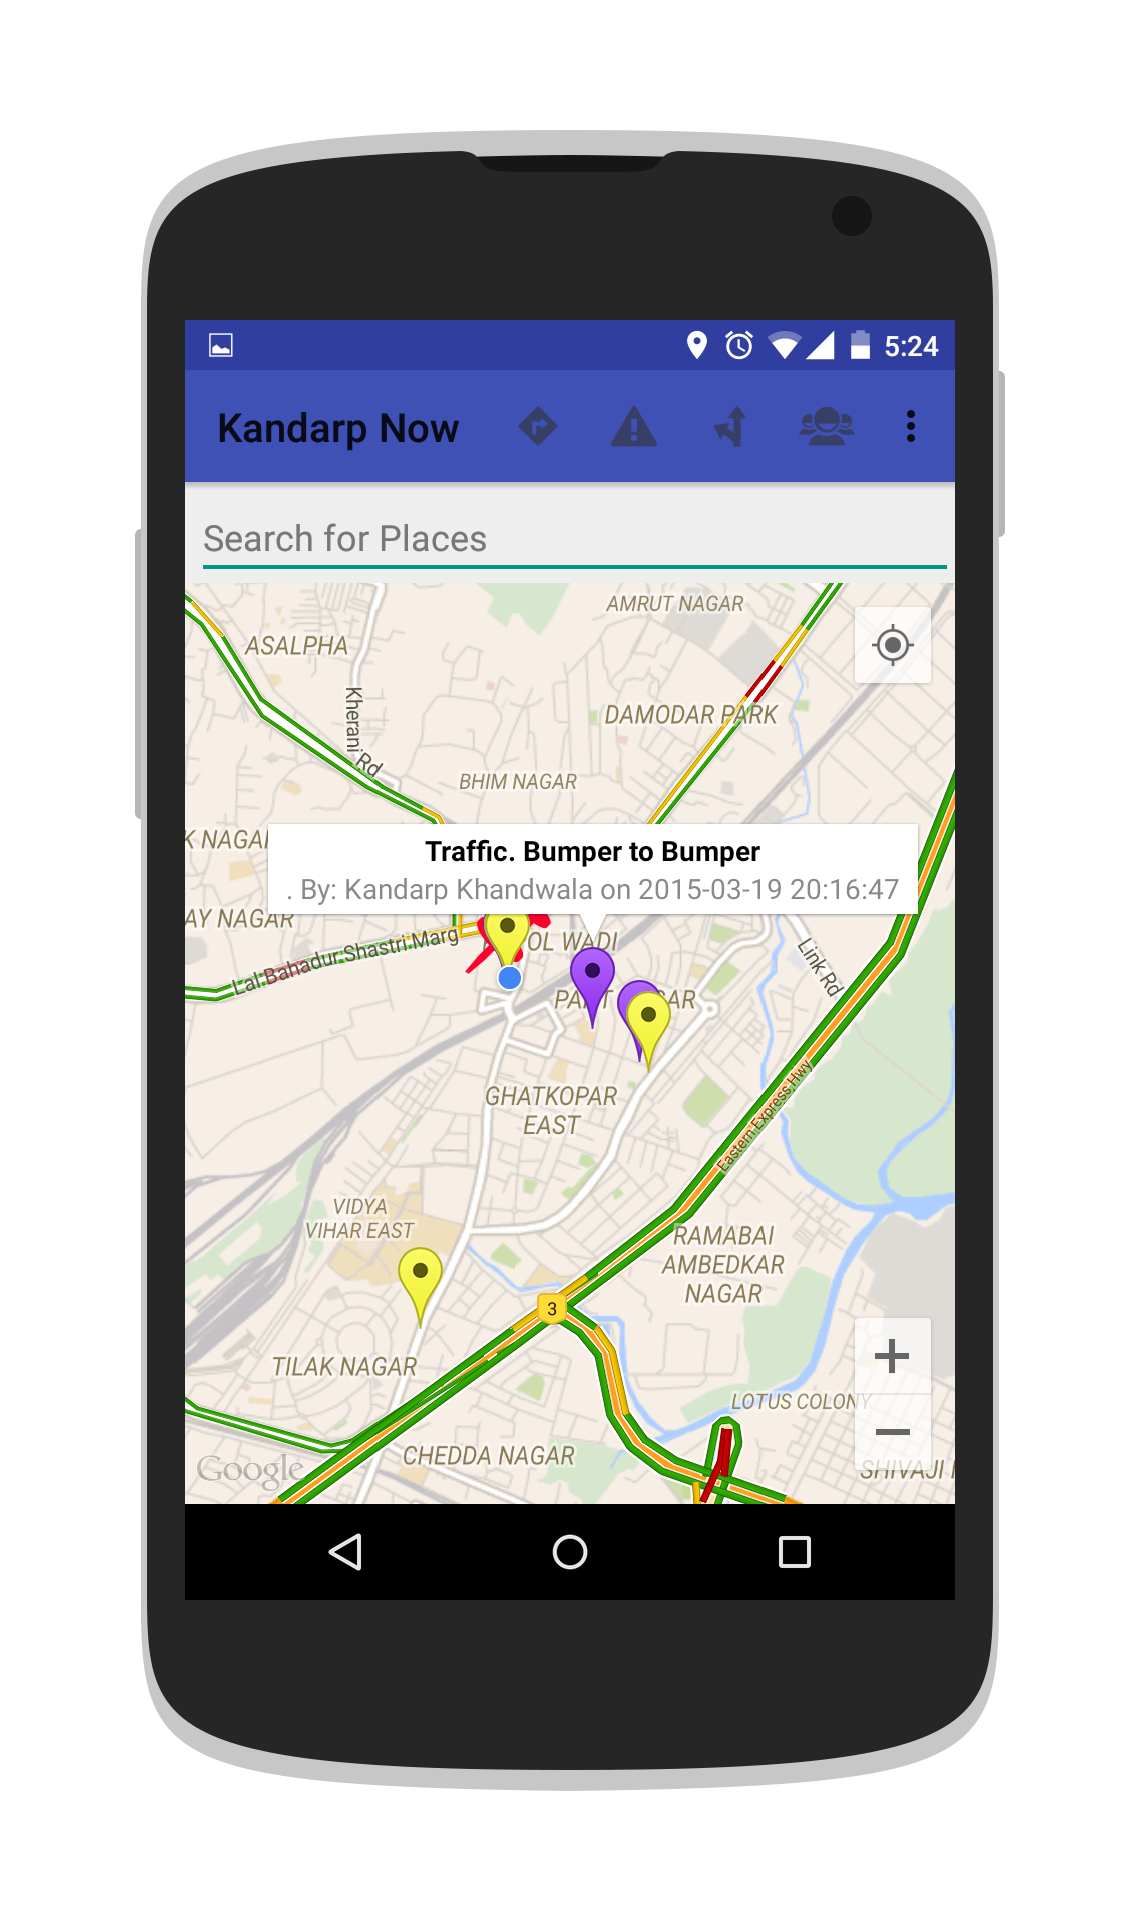 5:24
Kandarp Now
Search for Places
AMRUT NAGAR
ASALPHA
Kherani Rd
DAMODAR PARK
BHIM NAGAR
K NAGA
Traffic. Bumper to Bumper
. By: Kandarp Khandwala on 2015-03-19 20:16:47
AY NAGAR
OL WADI
Lal Bahadur Shastri Marg
Link Rd
PA T AR
GHATKOPAR
EAST
Eastern Express Hwy
VIDYA
VIHAR EAST
RAMABAI
AMBEDKAR
NAGAR
3
TILAK NAGAR
LOTUS COLONY
CHEDDA NAGAR
SHIVAJI
Google